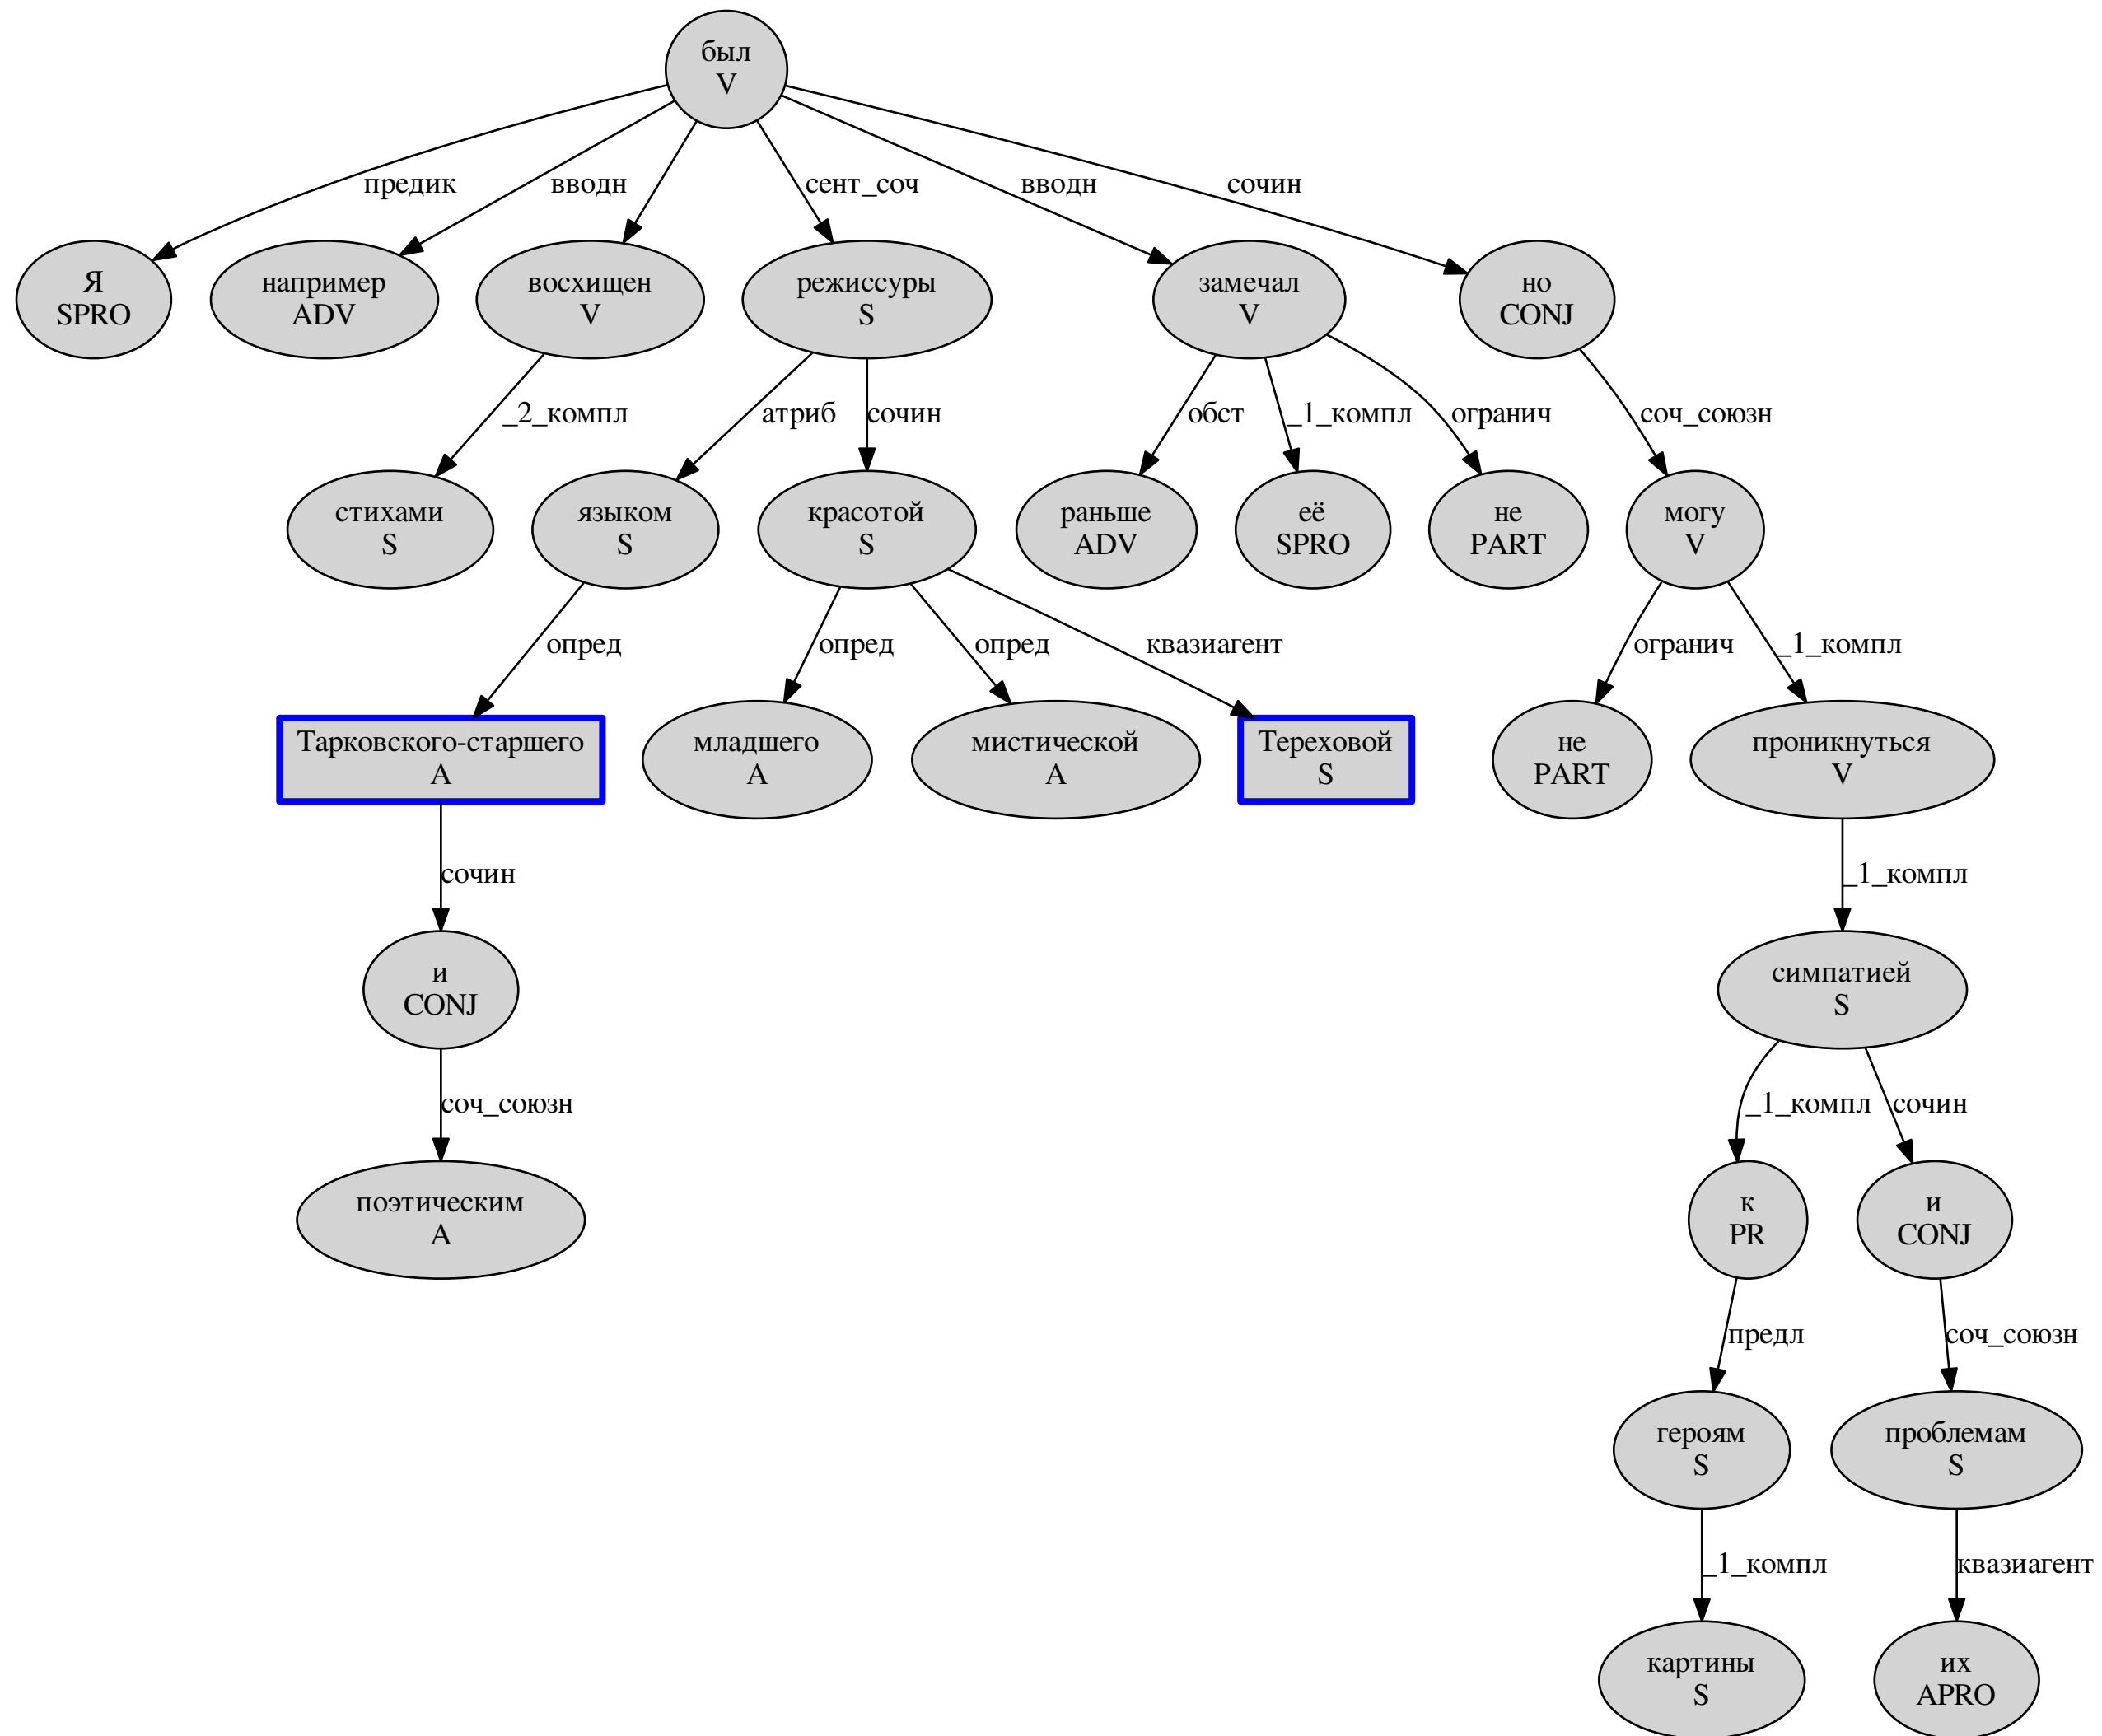 был
V
предик
вводн
сент_соч
вводн
сочин
Я
SPRO
например
ADV
восхищен
V
режиссуры
S
замечал
V
но
CONJ
_2_компл
атриб
сочин
обст
_1_компл
огранич
соч_союзн
стихами
S
языком
S
красотой
S
раньше
ADV
её
SPRO
не
PART
могу
V
опред
опред
опред
квазиагент
огранич
_1_компл
Тарковского-старшего
A
младшего
A
мистической
A
Тереховой
S
не
PART
проникнуться
V
сочин
_1_компл
и
CONJ
симпатией
S
соч_союзн
_1_компл
сочин
поэтическим
A
к
PR
и
CONJ
предл
соч_союзн
героям
S
проблемам
S
_1_компл
квазиагент
картины
S
их
APRO